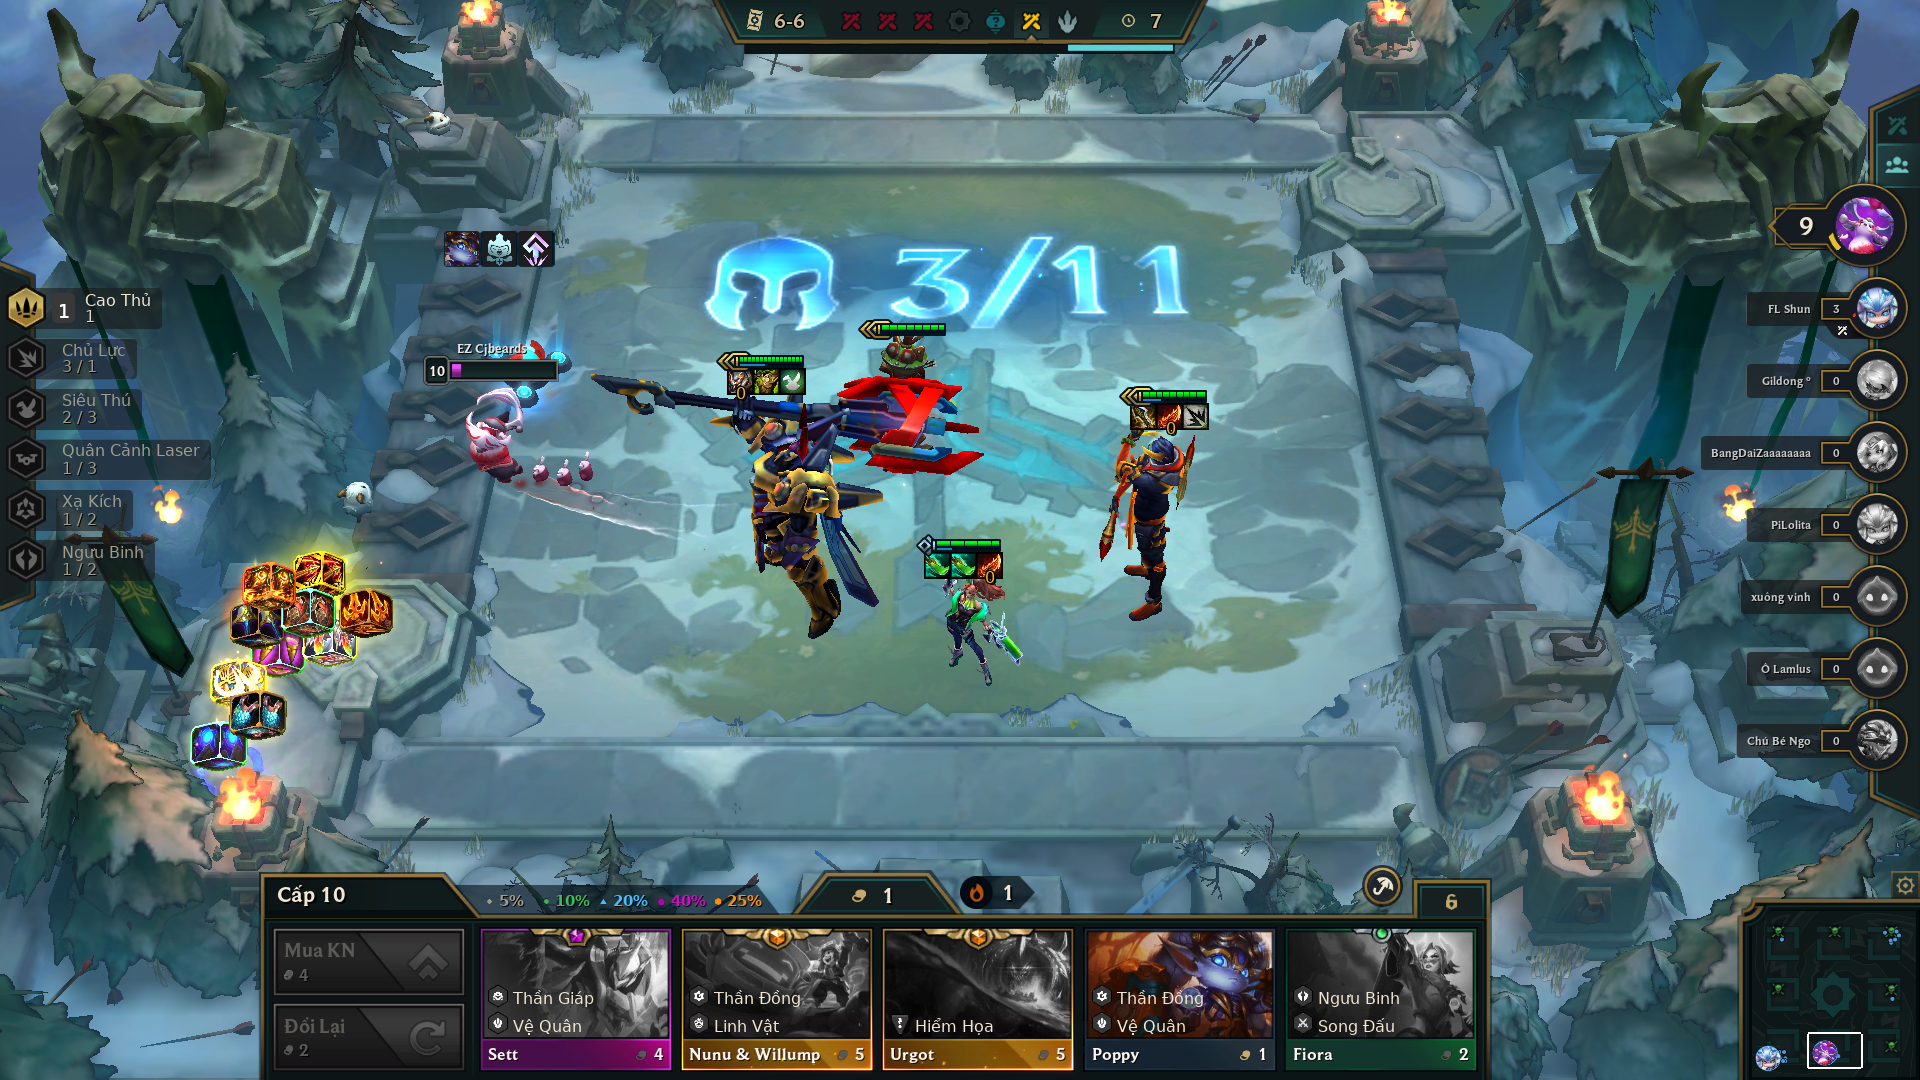 6-6
7
3/11
9
FL Shun 3
Gildong ° 0
BangDaiZaaaaaaaa 0
PiLolita 0
xuỏng vinh 0
Ô Lamlus 0
Chú Bé Ngo 0
1 Cao Thủ
1
Chủ Lực
3 / 1
Siêu Thú
2 / 3
Quân Cảnh Laser
1 / 3
Xạ Kích
1 / 2
Ngưu Binh
1 / 2
EZ Cjbeards
10
0
0
0
Cấp 10
5% 10% 20% 40% 25%
1
1
6
Mua KN
4
Đổi Lại
2
Thần Giáp
Vệ Quân
Sett 4
Thần Đồng
Linh Vật
Nunu & Willump 5
Hiểm Họa
Urgot 5
Thần Đồng
Vệ Quân
Poppy 1
Ngưu Binh
Song Đấu
Fiora 2